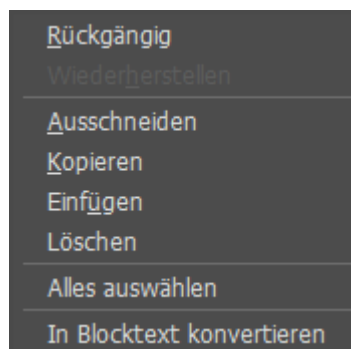 Rückgängig
Wiederherstellen
Ausschneiden
Kopieren
Einfügen
Löschen
Alles auswählen
In Blocktext konvertieren